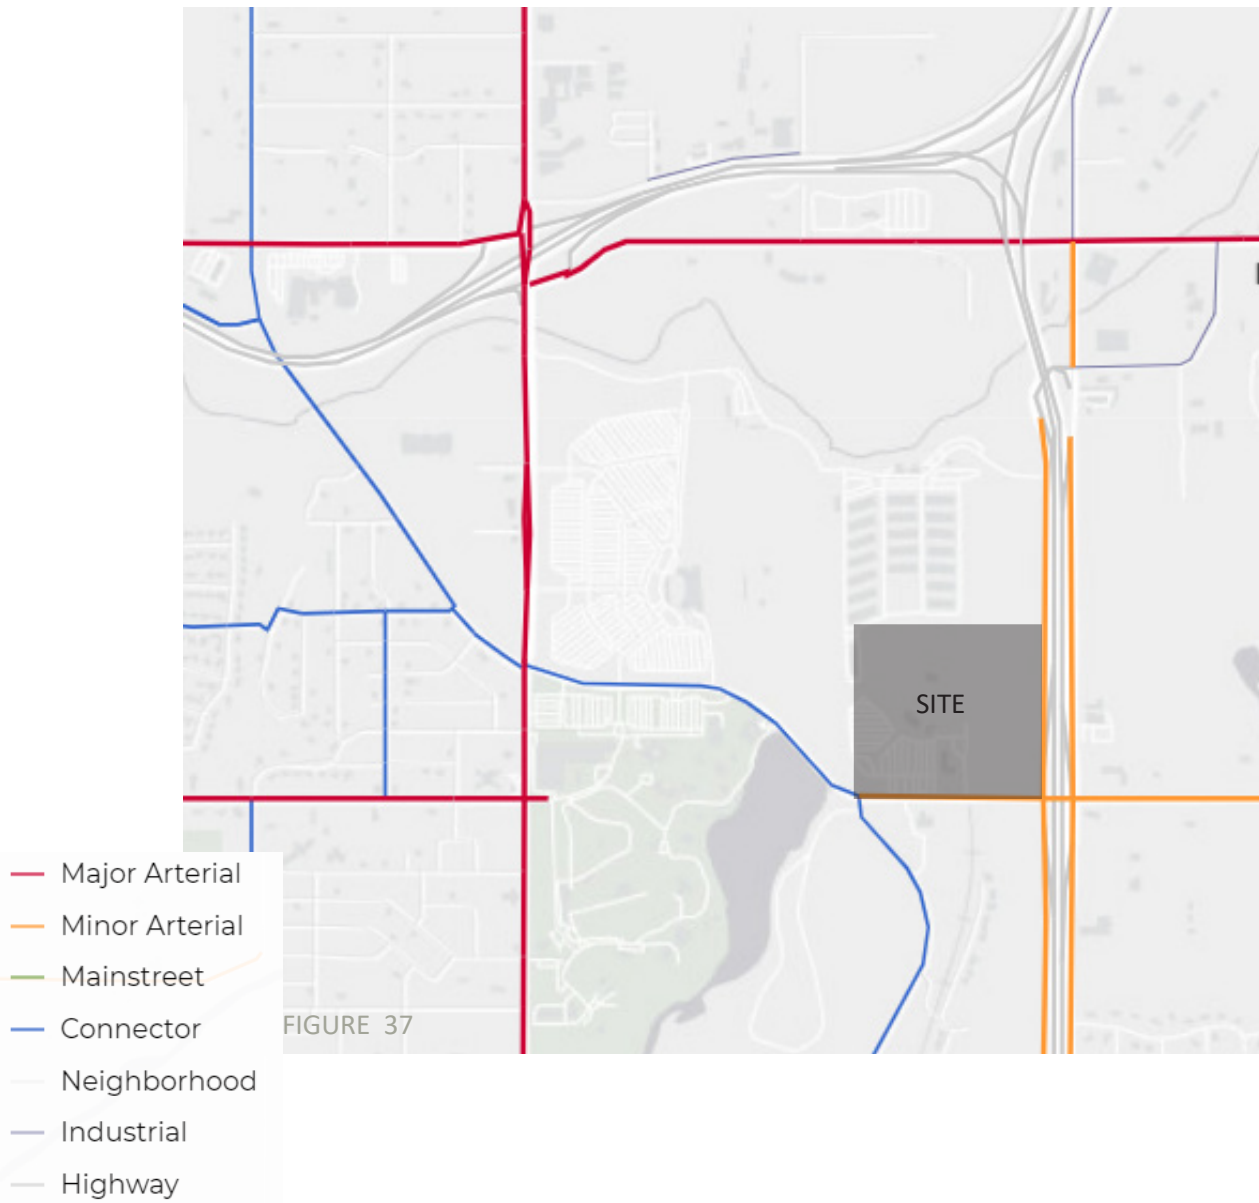 SITE
Major Arterial
Minor Arterial
Mainstreet
Connector
FIGURE 37
Neighborhood
Industrial
Highway